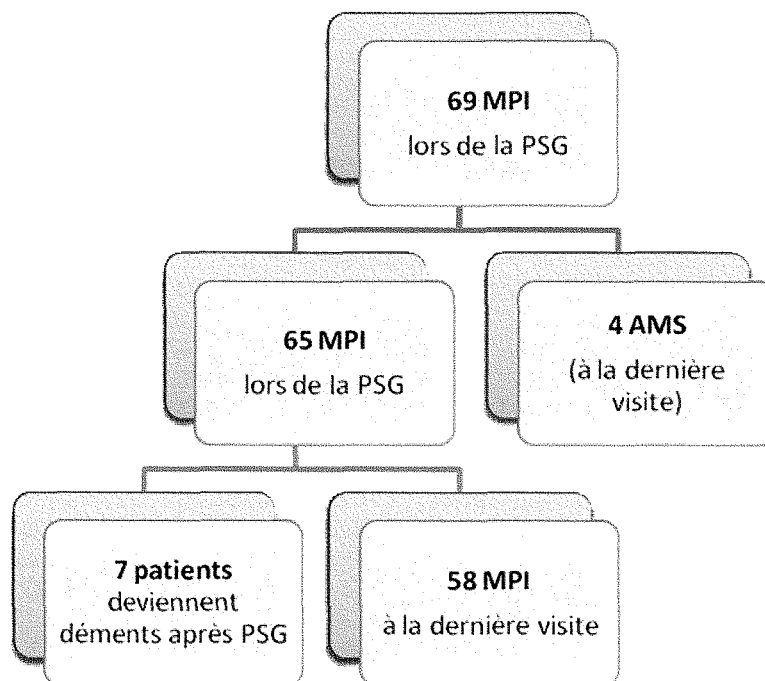 69 MPI
lors de la PSG
65 MPI
lors de la PSG
4 AMS
(à la dernière
visite)
7 patients
deviennent
déments après PSG
58 MPI
à la dernière visite